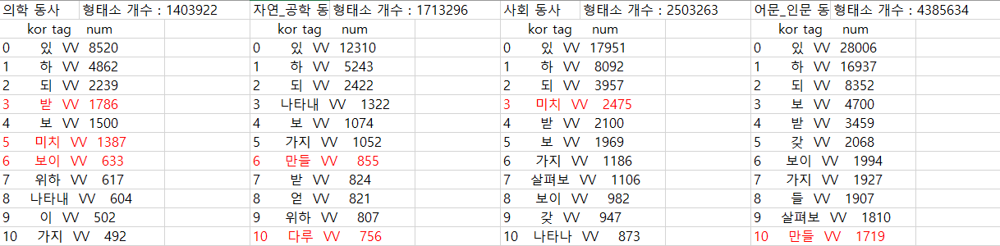 의학 동사 형태소 개수 : 1403922 자연_공학 동 형태소 개수 : 1713296 사회 동사 형태소 개수 : 2503263 어문_인문 동 형태소 개수 : 4385634
kor tag num kor tag num kor tag num kor tag num
0 있 VV 8520 0 있 VV 12310 0 있 VV 17951 0 있 VV 28006
1 하 VV 4862 1 하 VV 5243 1 하 VV 8092 1 하 VV 16937
2 되 VV 2239 2 되 VV 2422 2 되 VV 3957 2 되 VV 8352
3 받 VV 1786 3 나타내 VV 1322 3 미치 VV 2475 3 보 VV 4700
4 보 VV 1500 4 보 VV 1074 4 받 VV 2100 4 받 VV 3459
5 미치 VV 1387 5 가지 VV 1052 5 보 VV 1969 5 갖 VV 2068
6 보이 VV 633 6 만들 VV 855 6 가지 VV 1186 6 보이 VV 1994
7 위하 VV 617 7 받 VV 824 7 살펴보 VV 1106 7 가지 VV 1927
8 나타내 VV 604 8 얻 VV 821 8 보이 VV 982 8 들 VV 1907
9 이 VV 502 9 위하 VV 807 9 갖 VV 947 9 살펴보 VV 1810
10 가지 VV 492 10 다루 VV 756 10 나타나 VV 873 10 만들 VV 1719